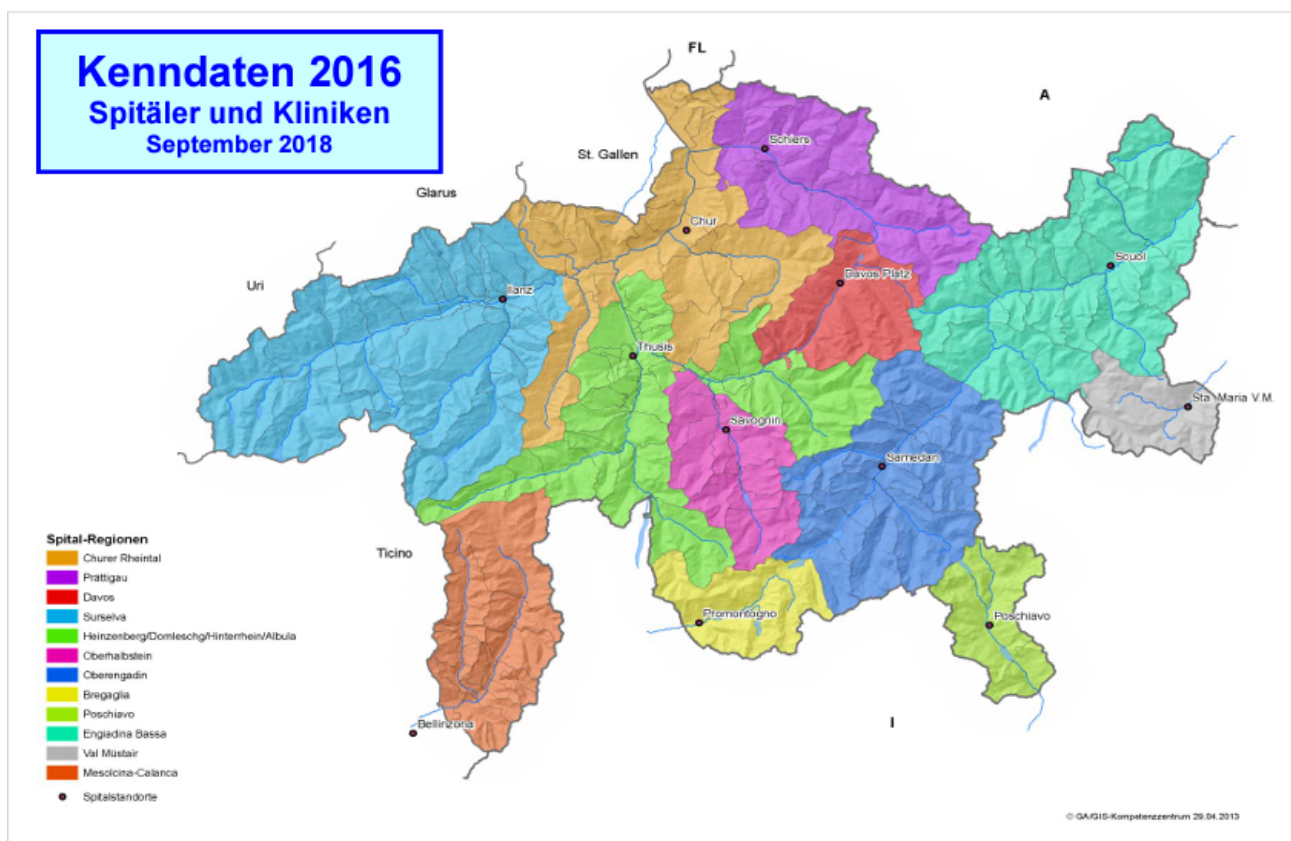 Kenndaten 2016
Spitäler und Kliniken
September 2018
FL
A
St. Gallen
Glarus
Uri
Schiers
Chur
Davos Platz
Scuol
Ilanz
Thusis
Sta. Maria V.M.
Savognin
Samedan
Ticino
Promontogno
Poschiavo
Bellinzona
I
Spital-Regionen
Churer Rheintal
Prättigau
Davos
Surselva
Heinzenberg/Domleschg/Hinterrhein/Albula
Oberhalbstein
Oberengadin
Bregaglia
Poschiavo
Engiadina Bassa
Val Müstair
Mesolcina-Calanca
Spitalstandorte
© GA/GIS-Kompetenzzentrum 29.04.2013